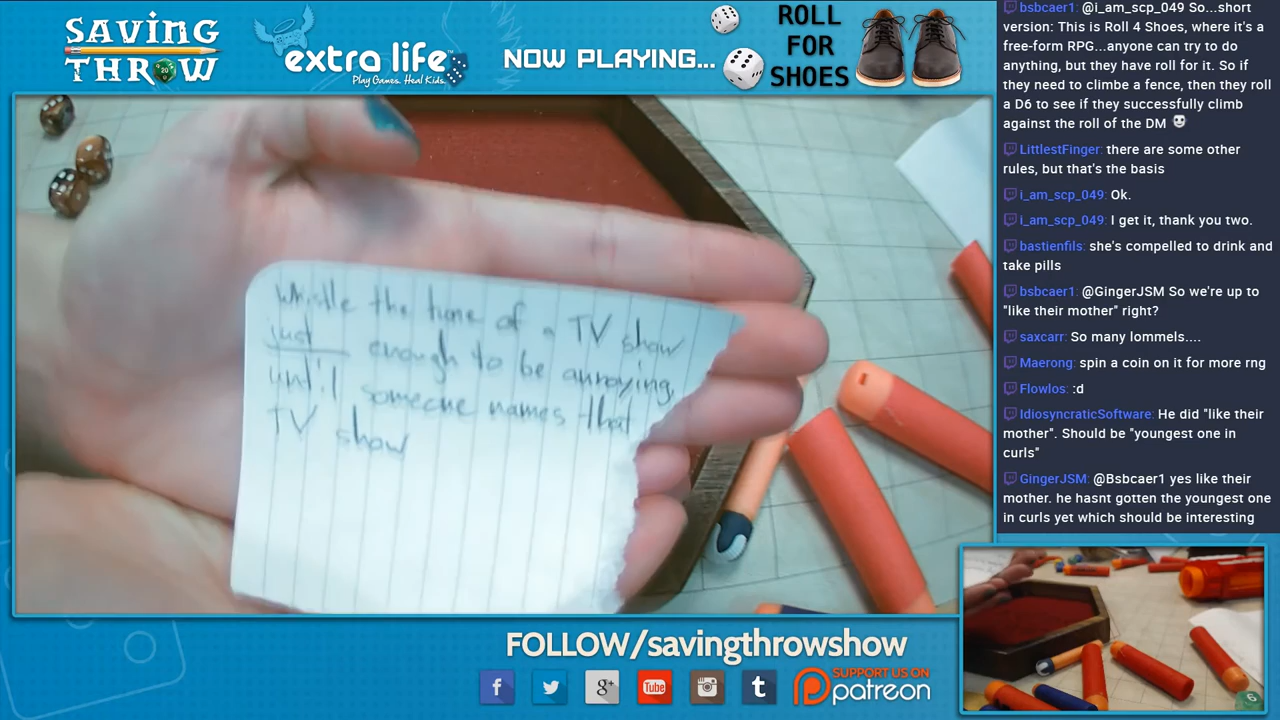 SAVING
THROW
20
extra life
Play Games. Heal Kids.
NOW PLAYING...
ROLL
FOR
SHOES
Whistle the tune of a TV show
just enough to be annoying
until someone names that
TV show
bsbcaer1: @i_am_scp_049 So...short
version: This is Roll 4 Shoes, where it's a
free-form RPG...anyone can try to do
anything, but they have roll for it. So if
they need to climbe a fence, then they roll
a D6 to see if they successfully climb
against the roll of the DM
LittlestFinger: there are some other
rules, but that's the basis
i_am_scp_049: Ok.
i_am_scp_049: I get it, thank you two.
bastienfils: she's compelled to drink and
take pills
bsbcaer1: @GingerJSM So we're up to
"like their mother" right?
saxcarr: So many lommels....
Maerong: spin a coin on it for more rng
Flowlos: :d
IdiosyncraticSoftware: He did "like their
mother". Should be "youngest one in
curls"
GingerJSM: @Bsbcaer1 yes like their
mother. he hasnt gotten the youngest one
in curls yet which should be interesting
FOLLOW/savingthrowshow
f
g+
You
Tube
t
SUPPORT US ON
patreon
6